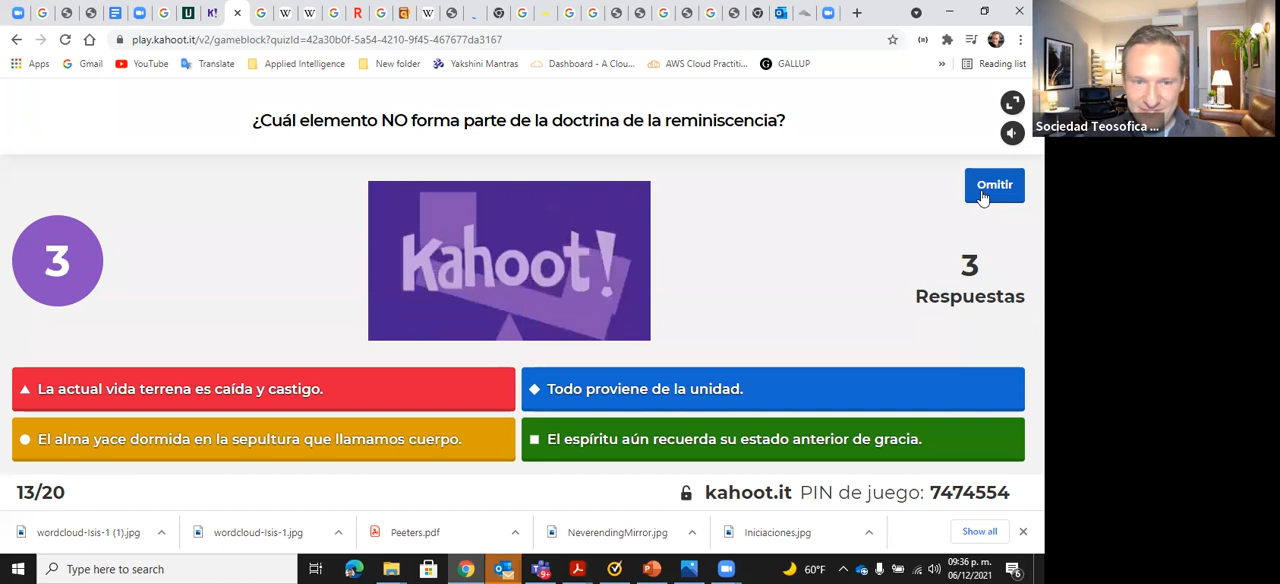 play.kahoot.it/v2/gameblock?quizId=42a30b0f-5a54-4210-9f45-467677da3167
Apps
Gmail
YouTube
Translate
Applied Intelligence
New folder
Yakshini Mantras
Dashboard - A Clou...
AWS Cloud Practiti...
GALLUP
»
Reading list
Sociedad Teosofica ...
¿Cuál elemento NO forma parte de la doctrina de la reminiscencia?
Omitir
3
Kahoot!
3
Respuestas
La actual vida terrena es caída y castigo.
Todo proviene de la unidad.
El alma yace dormida en la sepultura que llamamos cuerpo.
El espíritu aún recuerda su estado anterior de gracia.
13/20
kahoot.it PIN de juego: 7474554
wordcloud-Isis-1 (1).jpg
wordcloud-Isis-1.jpg
Peeters.pdf
NeverendingMirror.jpg
Iniciaciones.jpg
Show all
Type here to search
60°F
09:36 p. m.
06/12/2021
6